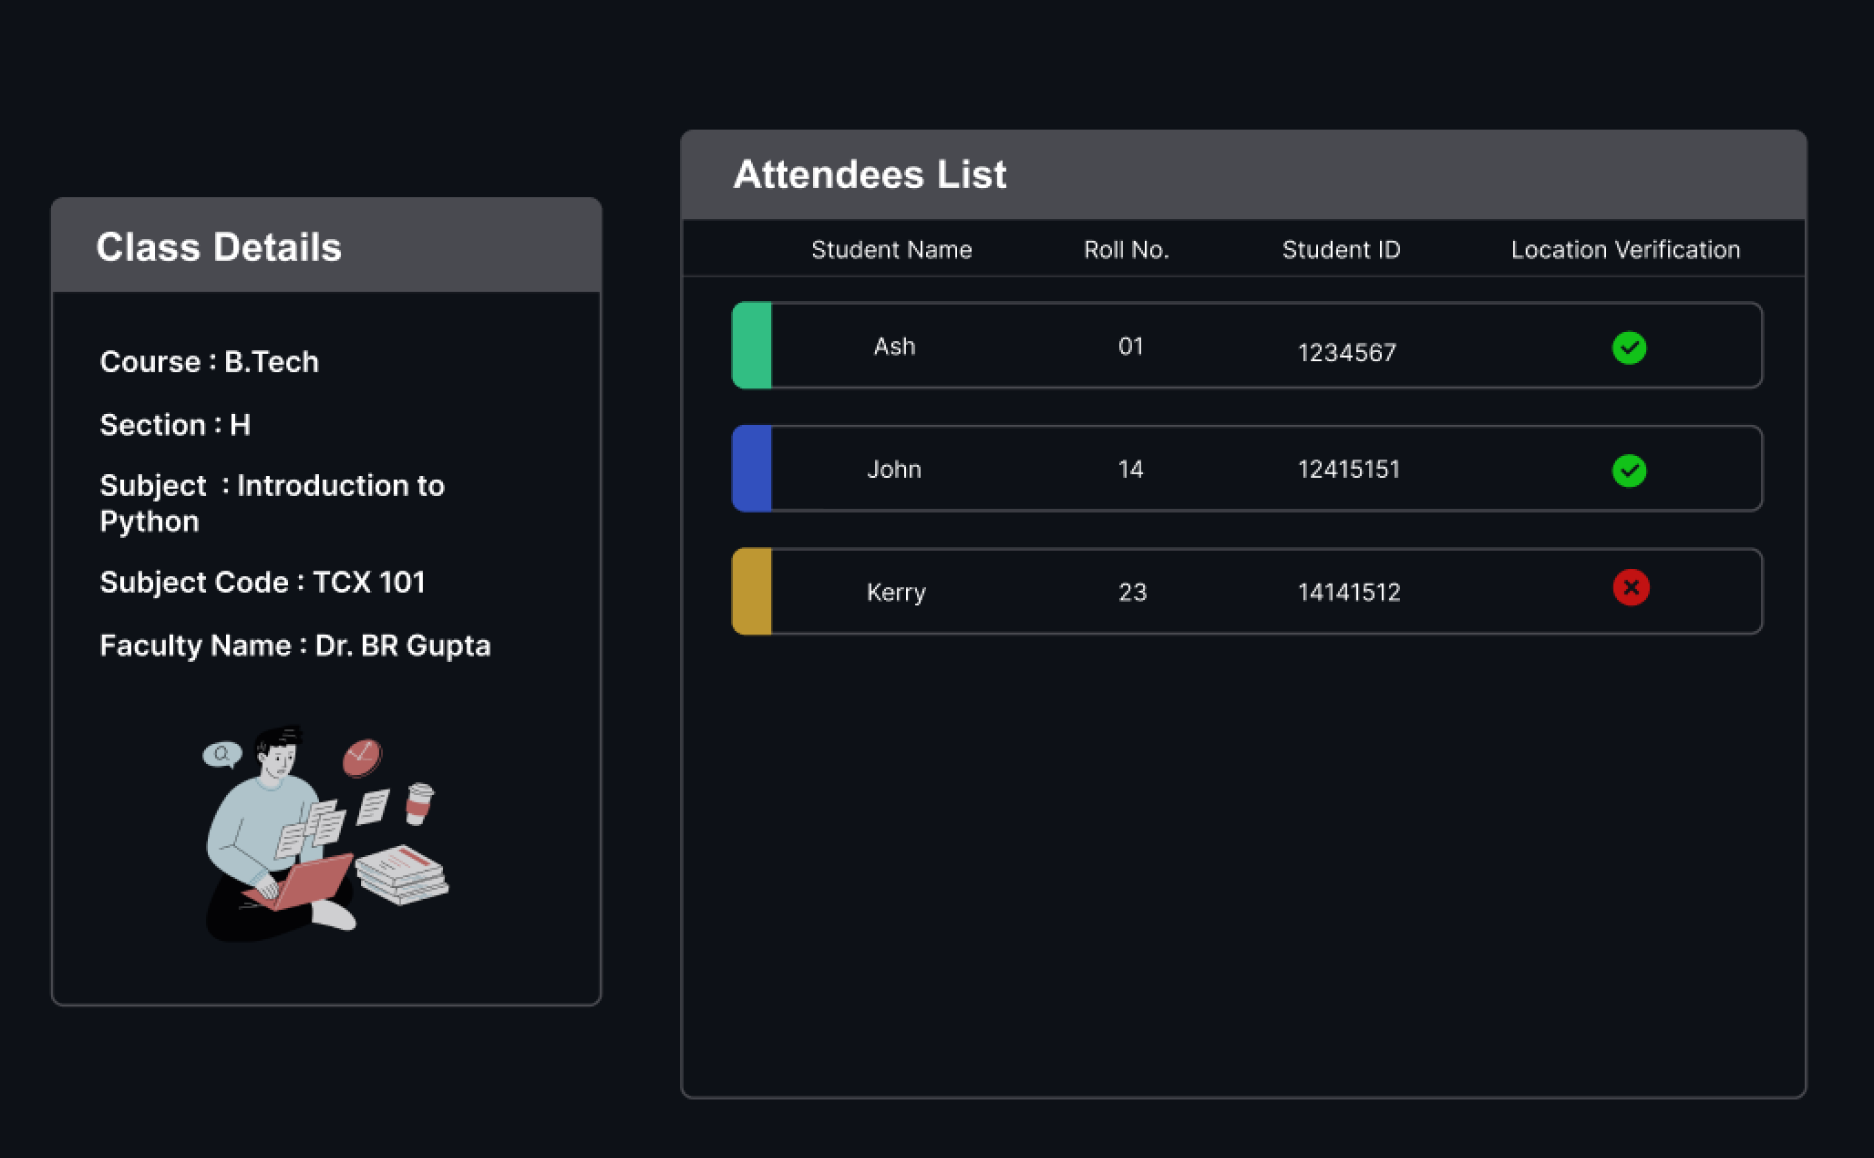 Class Details
Course : B.Tech
Section : H
Subject  : Introduction to
Python
Subject Code : TCX 101
Faculty Name : Dr. BR Gupta
Attendees List
Student Name Roll No. Student ID Location Verification
Ash 01 1234567
John 14 12415151
Kerry 23 14141512